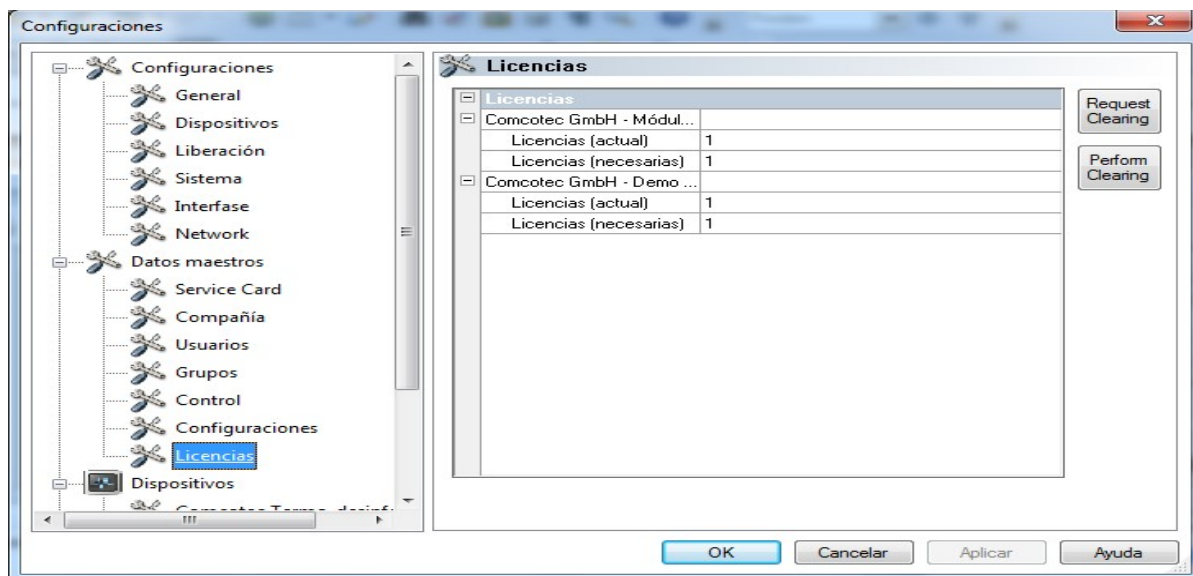 Configuraciones
Configuraciones
General
Dispositivos
Liberación
Sistema
Interfase
Network
Datos maestros
Service Card
Compañía
Usuarios
Grupos
Control
Configuraciones
Licencias
Dispositivos
Licencias
Licencias
Comcotec GmbH - Módul...
Licencias (actual) 1
Licencias (necesarias) 1
Comcotec GmbH - Demo ...
Licencias (actual) 1
Licencias (necesarias) 1
Request
Clearing
Perform
Clearing
OK Cancelar Aplicar Ayuda